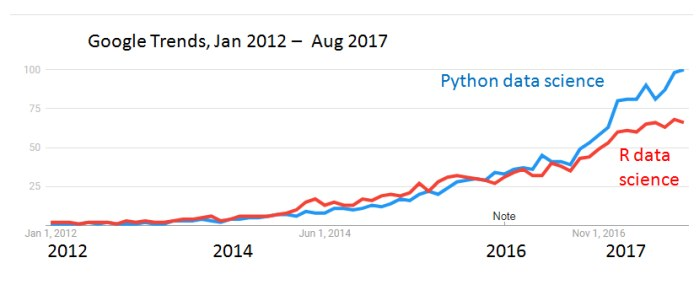 Google Trends, Jan 2012 – Aug 2017
100
Python data science
75
50
R data
science
25
Note
Jan 1, 2012
Jun 1, 2014
Nov 1, 2016
2012
2014
2016
2017